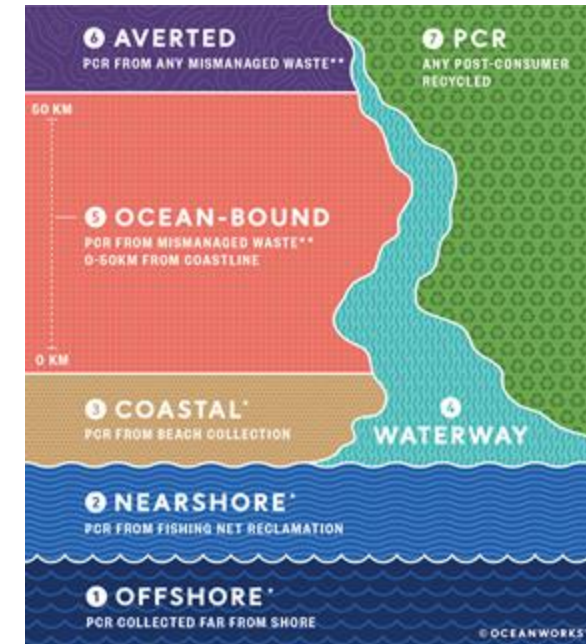 6 AVERTED
PCR FROM ANY MISMANAGED WASTE**
7 PCR
ANY POST-CONSUMER
RECYCLED
50 KM
5 OCEAN-BOUND
PCR FROM MISMANAGED WASTE**
0-50KM FROM COASTLINE
0 KM
3 COASTAL*
PCR FROM BEACH COLLECTION
4
WATERWAY
2 NEARSHORE*
PCR FROM FISHING NET RECLAMATION
1 OFFSHORE*
PCR COLLECTED FAR FROM SHORE
©OCEANWORKS